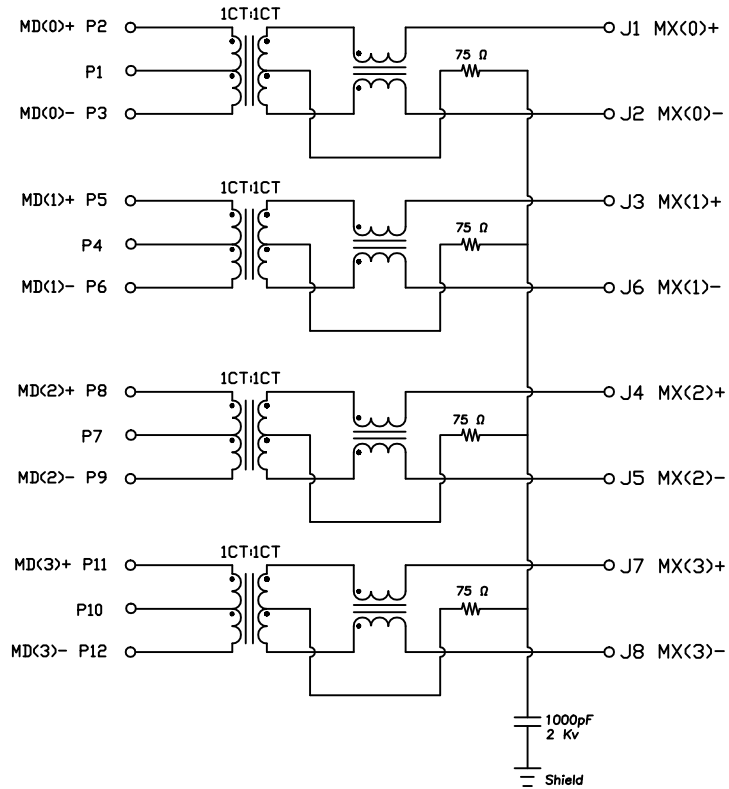 1CT:1CT
MD(0)+ P2
J1 MX(0)+
75 Ω
P1
MD(0)- P3
J2 MX(0)-
1CT:1CT
MD(1)+ P5
J3 MX(1)+
75 Ω
P4
MD(1)- P6
J6 MX(1)-
1CT:1CT
MD(2)+ P8
J4 MX(2)+
75 Ω
P7
MD(2)- P9
J5 MX(2)-
1CT:1CT
MD(3)+ P11
J7 MX(3)+
75 Ω
P10
MD(3)- P12
J8 MX(3)-
1000pF
2 Kv
Shield